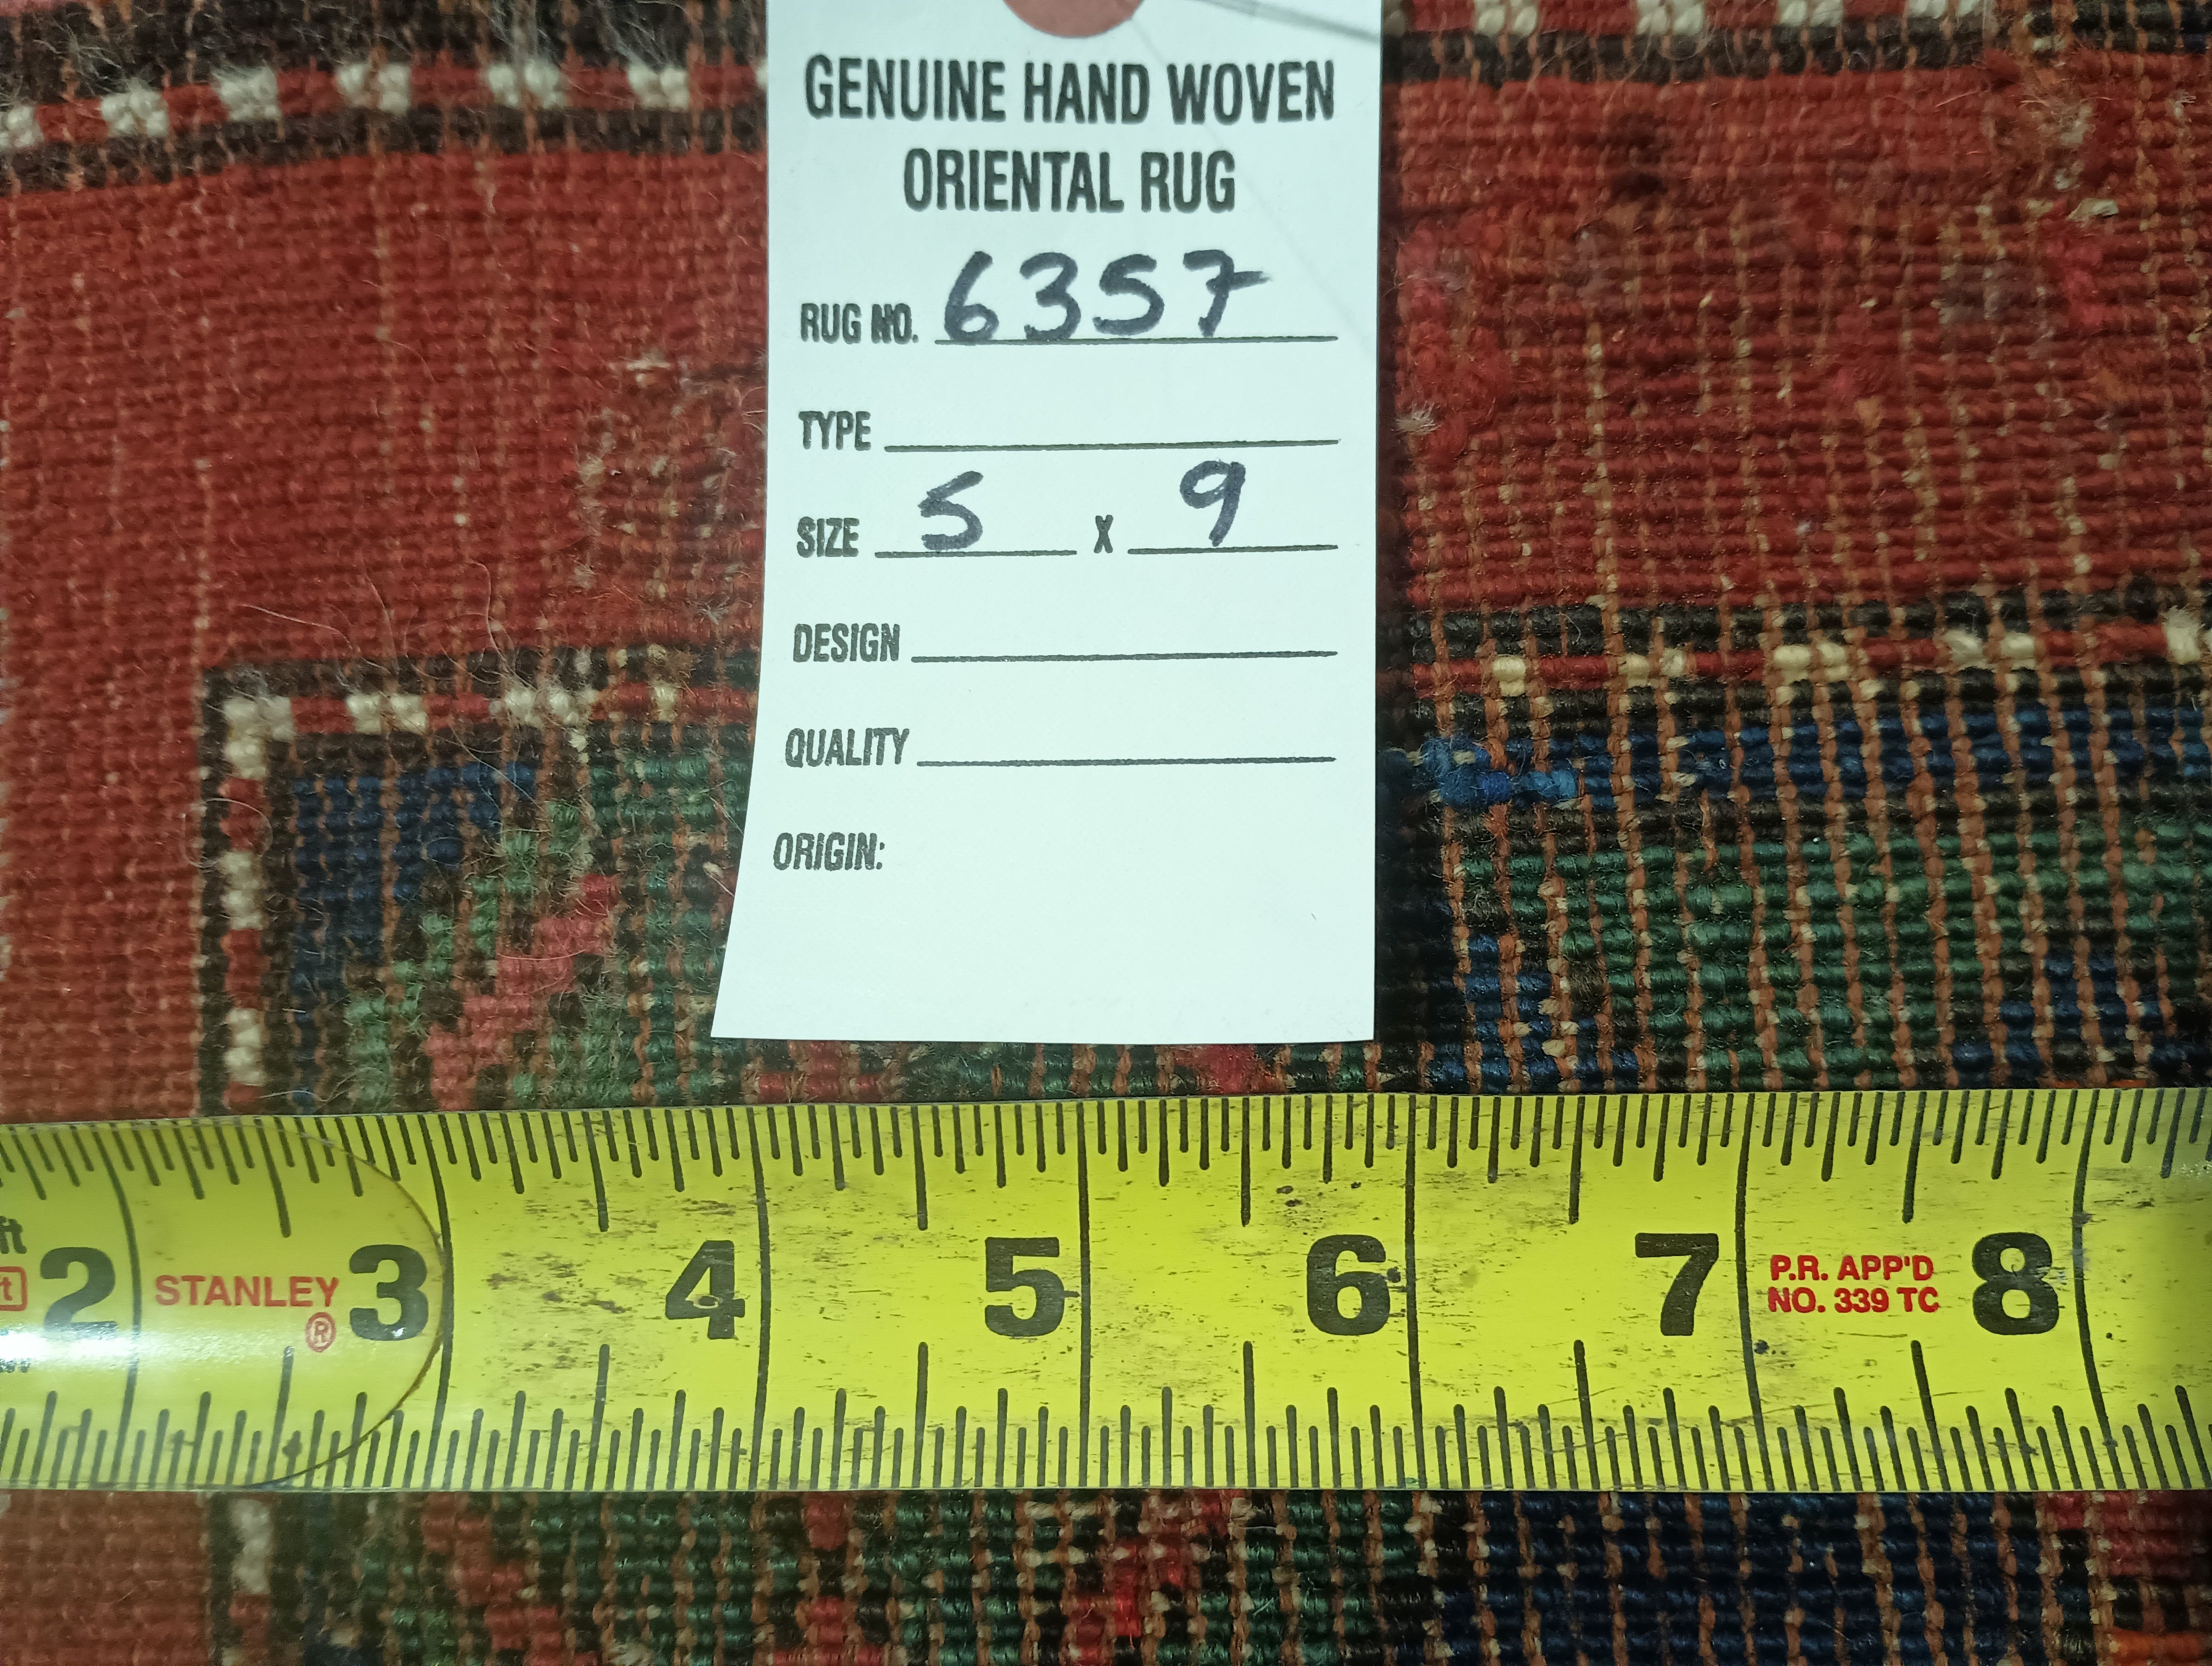 GENUINE HAND WOVEN
ORIENTAL RUG
RUG NO. 6357
TYPE
SIZE 5 X 9
DESIGN
QUALITY
ORIGIN:
ft
2 STANLEY® 3 4 5 6 7 P.R. APP'D 8
NO. 339 TC